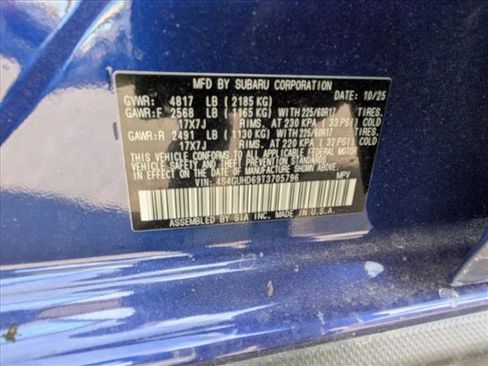 MFD BY SUBARU CORPORATION
DATE: 10/25
GVWR: 4817 LB (2185 KG)
GAWR:F 2568 LB (1165 KG) WITH 225/60R17 TIRES,
17X7J RIMS, AT 230 KPA (33 PSI) COLD
GAWR:R 2491 LB (1130 KG) WITH 225/60R17 TIRES,
17X7J RIMS, AT 220 KPA (32 PSI) COLD
THIS VEHICLE CONFORMS TO ALL APPLICABLE FEDERAL MOTOR
VEHICLE SAFETY AND THEFT PREVENTION STANDARDS IN EFFECT
ON THE DATE OF MANUFACTURE SHOWN ABOVE.
VIN: 4S4GUHD69T3705796 MPV
ASSEMBLED BY SIA INC. MADE IN U.S.A.